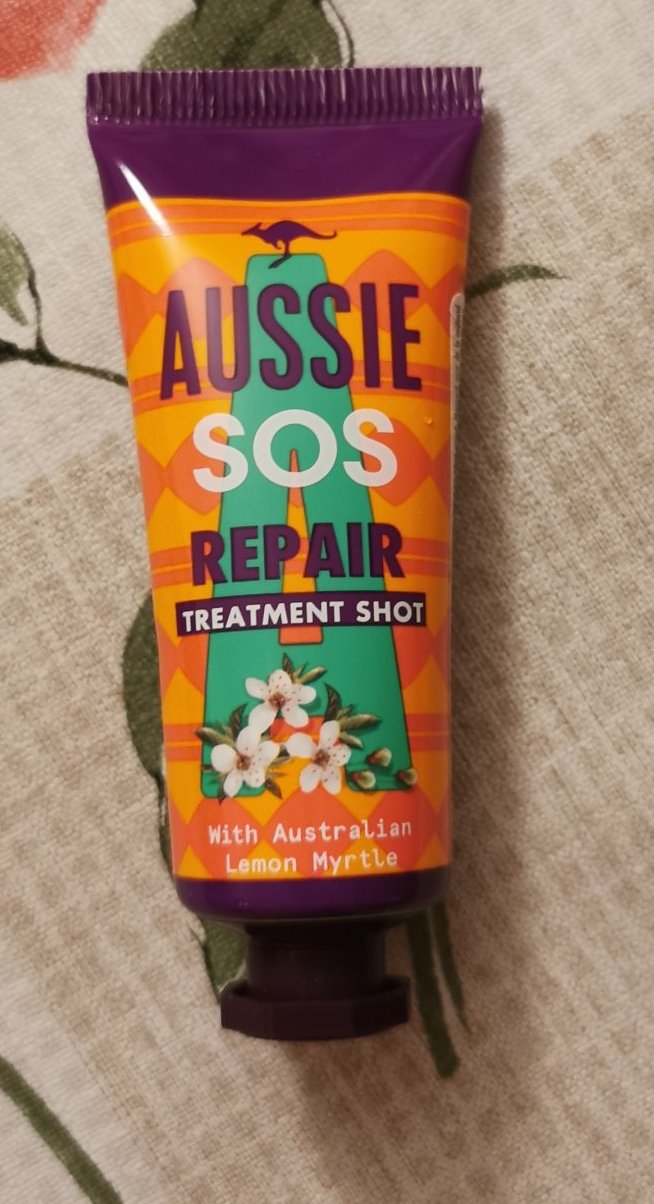 AUSSIE
SOS
REPAIR
TREATMENT SHOT
With Australian
Lemon Myrtle